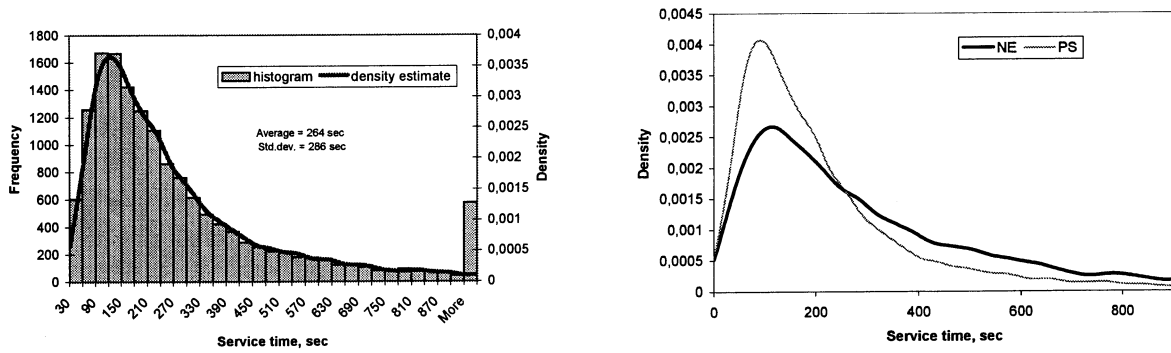 1800
1600
1400
1200
1000
800
600
400
200
0
Frequency
0,004
0,0035
0,003
0,0025
0,002
0,0015
0,001
0,0005
0
Density
histogram density estimate
Average = 264 sec
Std.dev. = 286 sec
30 90 150 210 270 330 390 450 510 570 630 690 750 810 870 More
Service time, sec
0,0045
0,004
0,0035
0,003
0,0025
0,002
0,0015
0,001
0,0005
0
Density
NE PS
0 200 400 600 800
Service time, sec